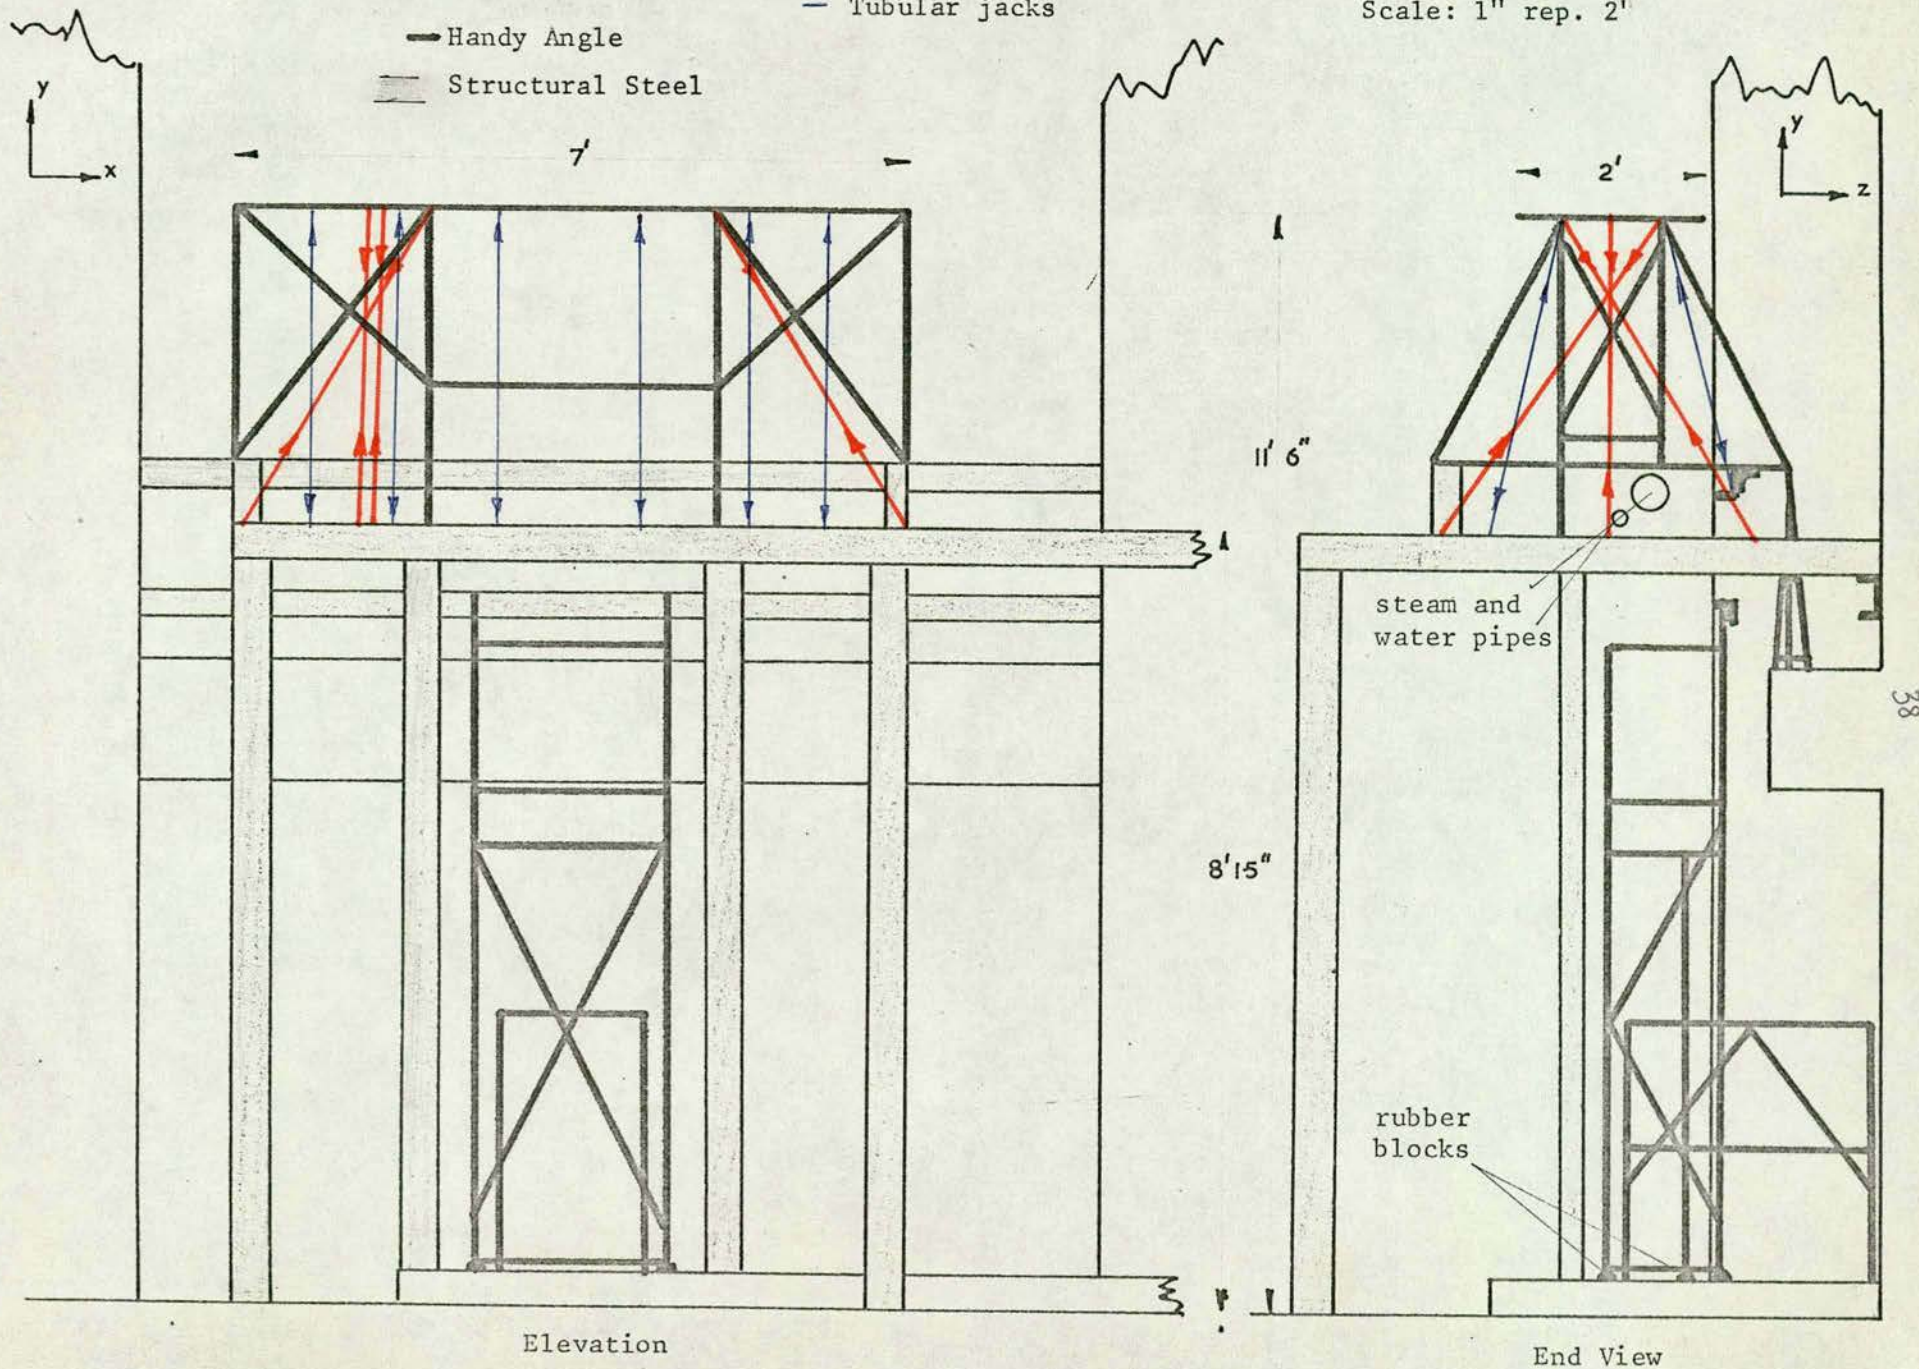 — Tubular jacks
Scale: 1" rep. 2'
Handy Angle
Structural Steel
y
x
7'
y
z
2'
11' 6"
steam and
water pipes
38
8'1·5"
rubber
blocks
Elevation
End View